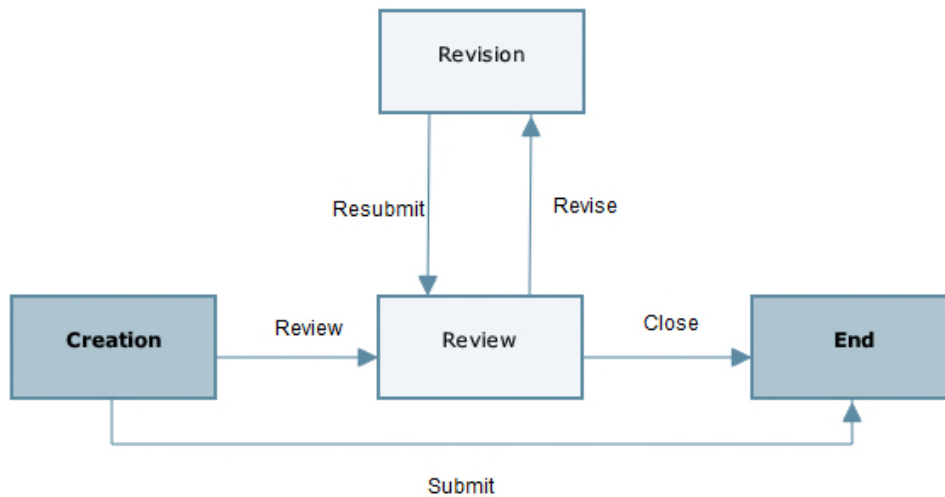 Revision
Resubmit
Revise
Creation
Review
Review
Close
End
Submit